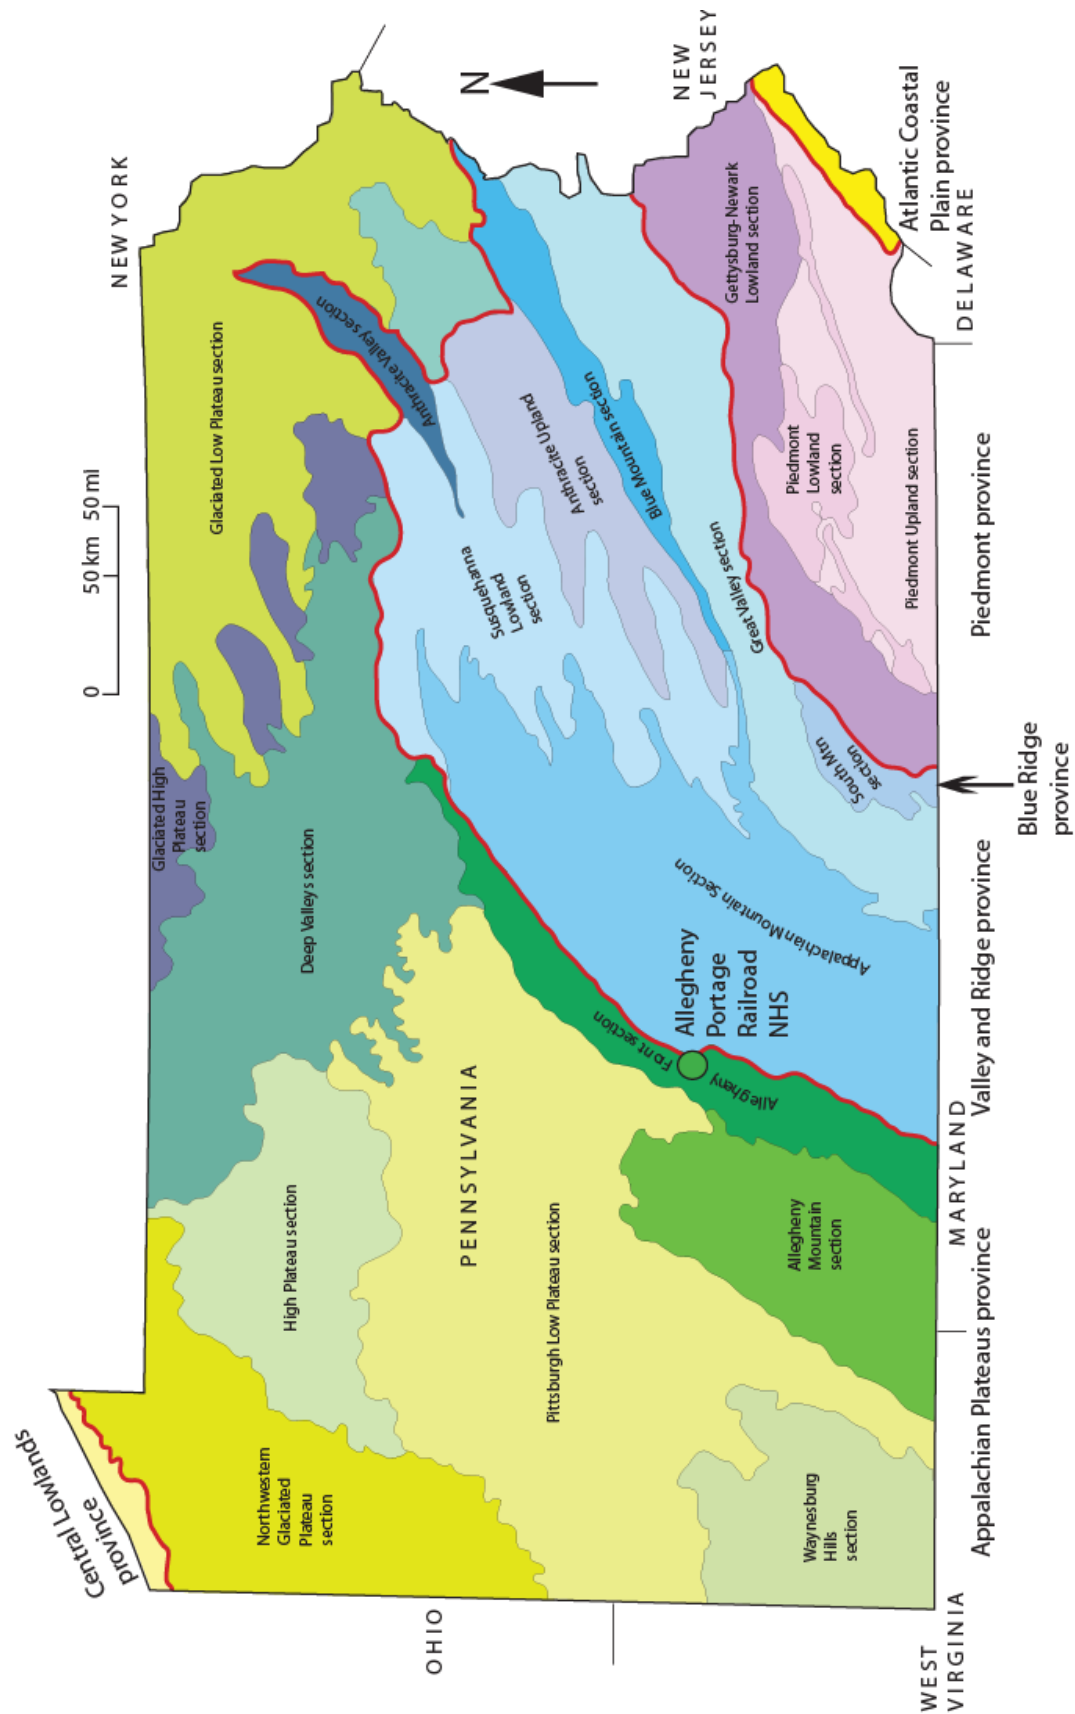 Central Lowlands
province
NEW YORK
0
50 km
50 mi
N
NEW
JERSEY
OHIO
WEST
VIRGINIA
MARYLAND
DELAWARE
PENNSYLVANIA
Northwestern
Glaciated
Plateau
section
High Plateau section
Glaciated High
Plateau
section
Glaciated Low Plateau section
Deep Valleys section
Pittsburgh Low Plateau section
Waynesburg
Hills
section
Allegheny
Mountain
section
Allegheny
Front section
Allegheny
Portage
Railroad
NHS
Appalachian Mountain Section
Susquehanna
Lowland
section
Anthracite Valley section
Anthracite Upland
section
Blue Mountain section
Great Valley section
South Mtn
section
Gettysburg-Newark
Lowland section
Piedmont
Lowland
section
Piedmont Upland section
Appalachian Plateaus province
Valley and Ridge province
Blue Ridge
province
Piedmont province
Atlantic Coastal
Plain province